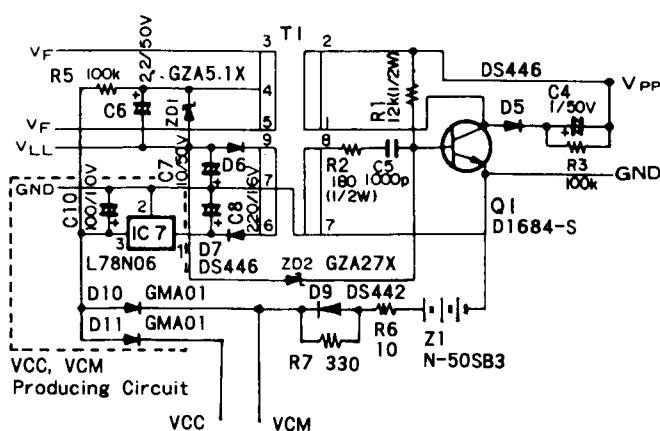 VF 3 T1 2
R5 100k 2,2/50V GZA5.1X 4 DS446 VPP
C6 ZD1 R1 12k(1/2W) D5 C4 1/50V
VF 5 1
VLL 9 8
C7 10/50V D6 R2 C5 R3 100k
180 (1/2W) 1000p
GND 7 GND
C10 100/10V 2 C8 220/16V Q1
3 IC 7 1 D7 6 7 D1684-S
L78N06 DS446 ZD2 GZA27X
D10 GMA01 D9 DS442
D11 GMA01 R6 10 Z1
R7 330 N-50SB3
VCC, VCM
Producing Circuit
VCC VCM